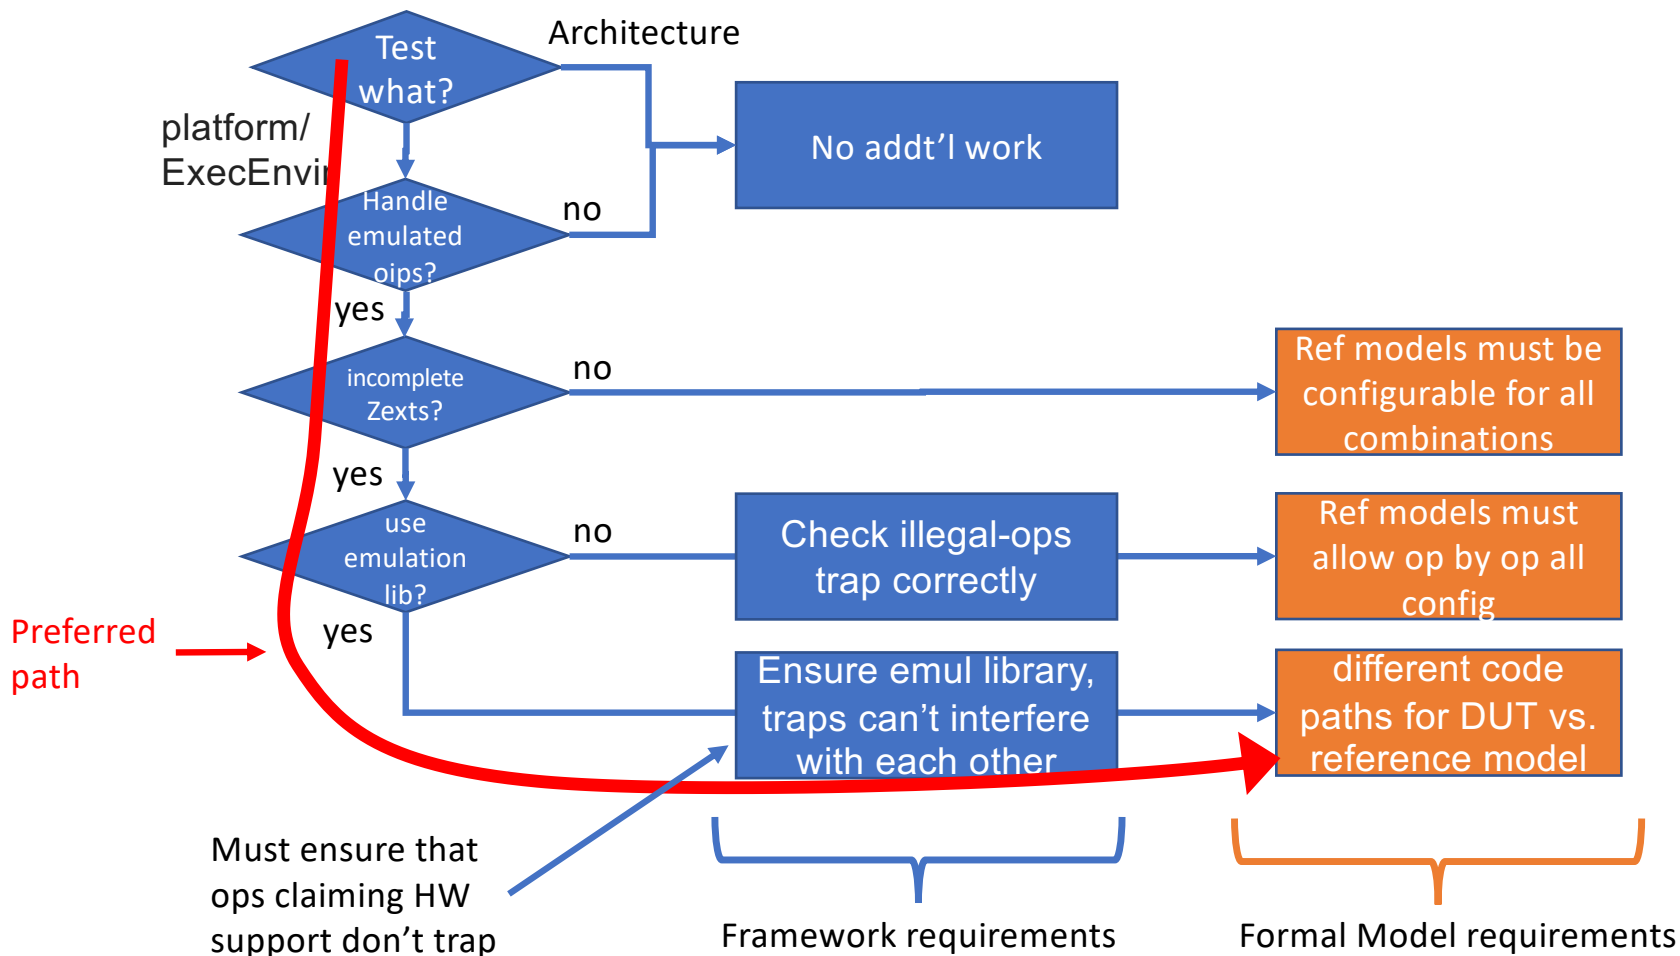 Test
what?
Architecture
platform/
ExecEnvir
No addt’l work
Handle
emulated
oips?
no
yes
incomplete
Zexts?
no
Ref models must be
configurable for all
combinations
yes
use
emulation
lib?
no
Check illegal-ops
trap correctly
Ref models must
allow op by op all
config
yes
Preferred
path
Ensure emul library,
traps can’t interfere
with each other
different code
paths for DUT vs.
reference model
Must ensure that
ops claiming HW
support don’t trap
Framework requirements
Formal Model requirements